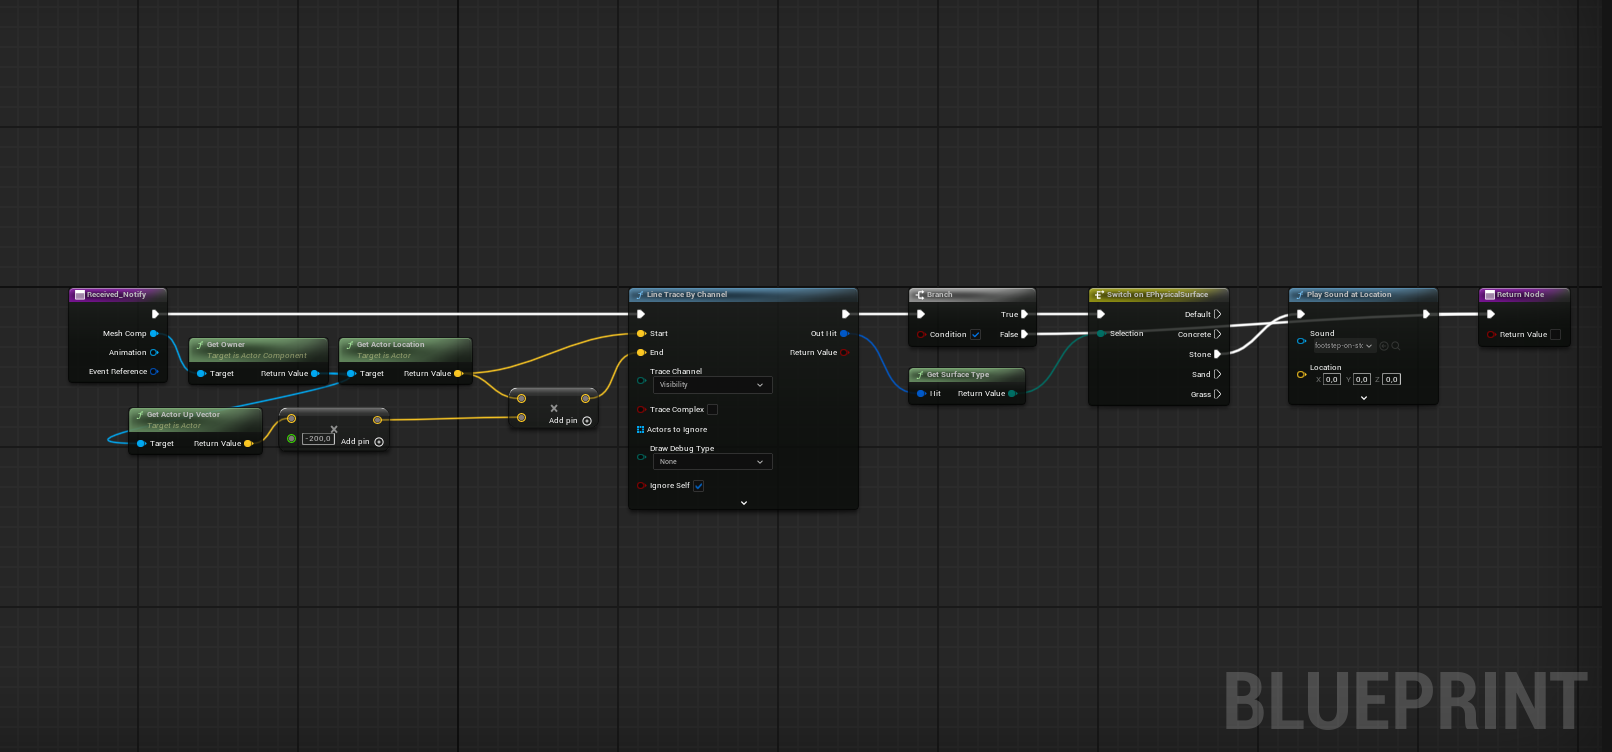 Received_Notify
Mesh Comp
Animation
Event Reference
Get Owner
Target is Actor Component
Target
Return Value
Get Actor Location
Target is Actor
Target
Return Value
Get Actor Up Vector
Target is Actor
Target
Return Value
-200,0
Add pin
Add pin
Line Trace By Channel
Start
End
Trace Channel
Visibility
Trace Complex
Actors to Ignore
Draw Debug Type
None
Ignore Self
Out Hit
Return Value
Branch
Condition
True
False
Get Surface Type
Hit
Return Value
Switch on EPhysicalSurface
Selection
Default
Concrete
Stone
Sand
Grass
Play Sound at Location
Sound
footstep-on-stc
Location
X 0,0 Y 0,0 Z 0,0
Return Node
Return Value
BLUEPRINT